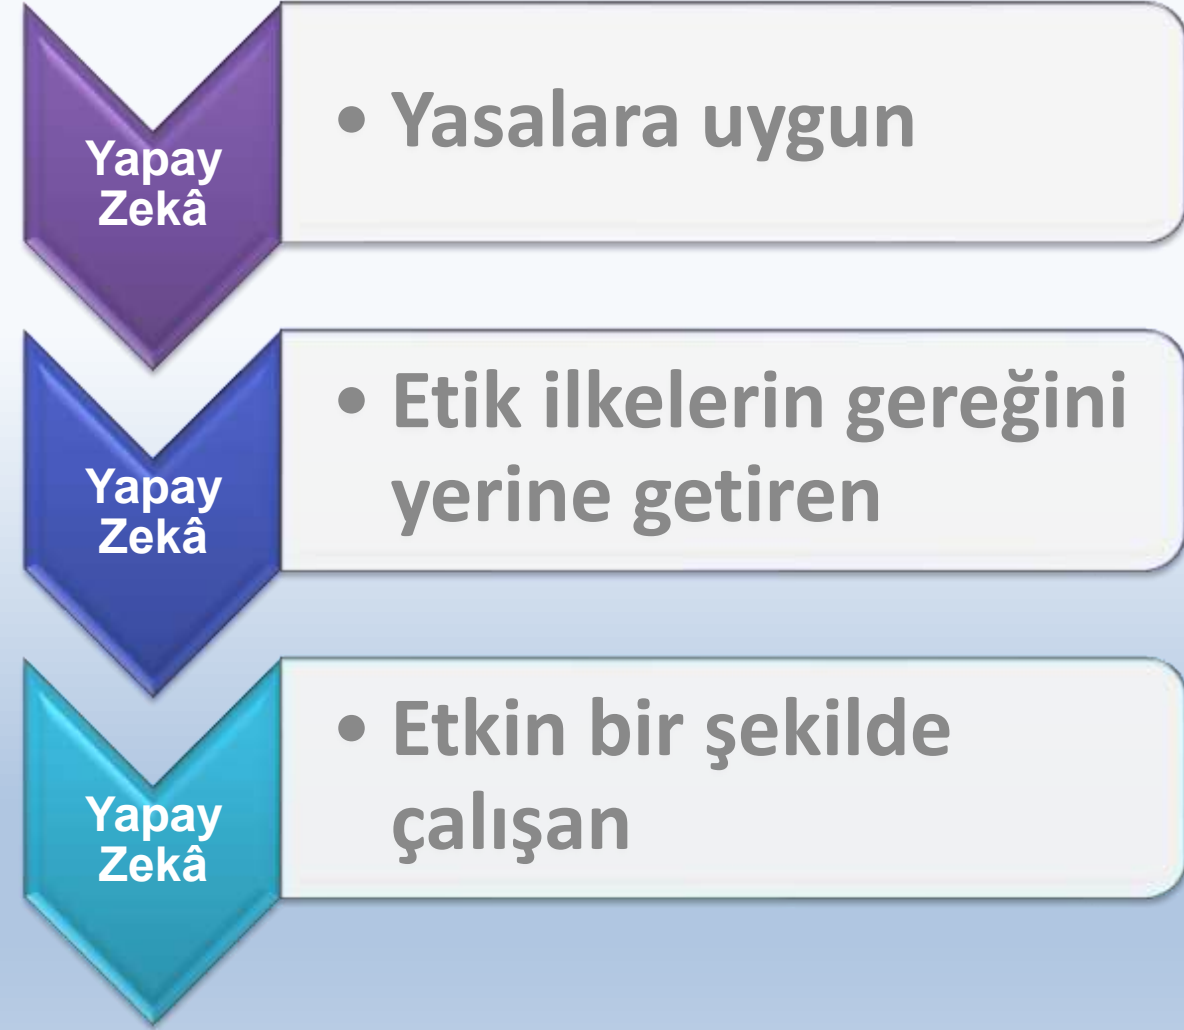 Yapay
Zekâ
• Yasalara uygun
Yapay
Zekâ
• Etik ilkelerin gereğini
yerine getiren
Yapay
Zekâ
• Etkin bir şekilde
çalışan